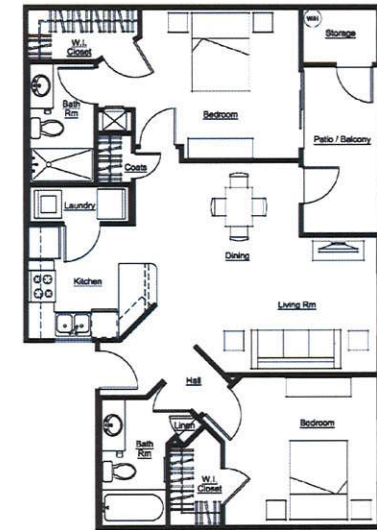 W/H
Storage
W.I.
Closet
Bath
Rm
Bedroom
Patio / Balcony
Coats
Laundry
Dining
Kitchen
Living Rm
Hall
Linen
Bedroom
Bath
Rm
W.I.
Closet